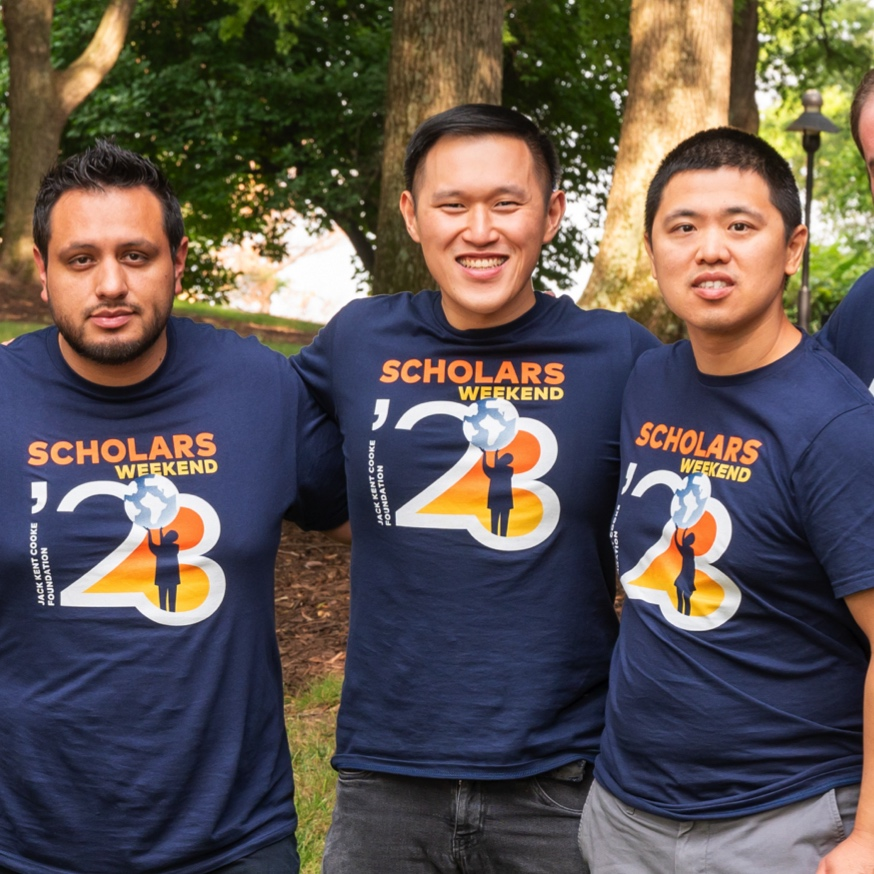 SCHOLARS
WEEKEND
'23
JACK KENT COOKE
FOUNDATION
SCHOLARS
WEEKEND
'23
JACK KENT COOKE
FOUNDATION
SCHOLARS
WEEKEND
'23